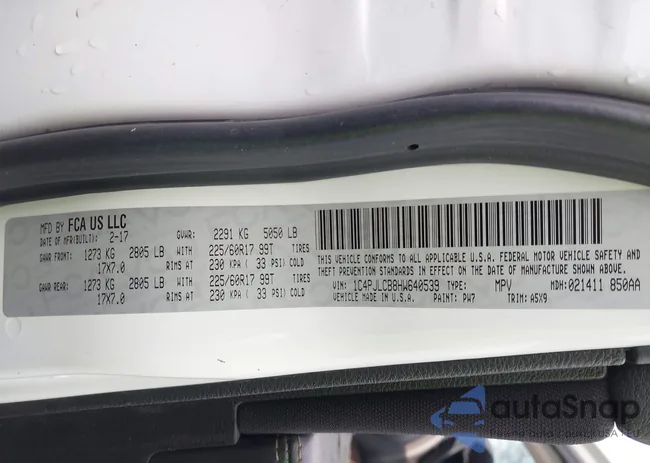 MFD BY FCA US LLC
DATE OF MFR(BUILT): 2-17 GVWR: 2291 KG 5050 LB
GAWR FRONT: 1273 KG 2805 LB WITH 225/60R17 99T TIRES
17X7.0 RIMS AT 230 KPA ( 33 PSI) COLD
GAWR REAR: 1273 KG 2805 LB WITH 225/60R17 99T TIRES
17X7.0 RIMS AT 230 KPA ( 33 PSI) COLD
THIS VEHICLE CONFORMS TO ALL APPLICABLE U.S.A. FEDERAL MOTOR VEHICLE SAFETY AND
THEFT PREVENTION STANDARDS IN EFFECT ON THE DATE OF MANUFACTURE SHOWN ABOVE.
VIN: 1C4PJLCB8HW640539 TYPE: MPV MDH: 021411 850AA
VEHICLE MADE IN U.S.A. PAINT: PW7 TRIM: A5X9
autoSnap